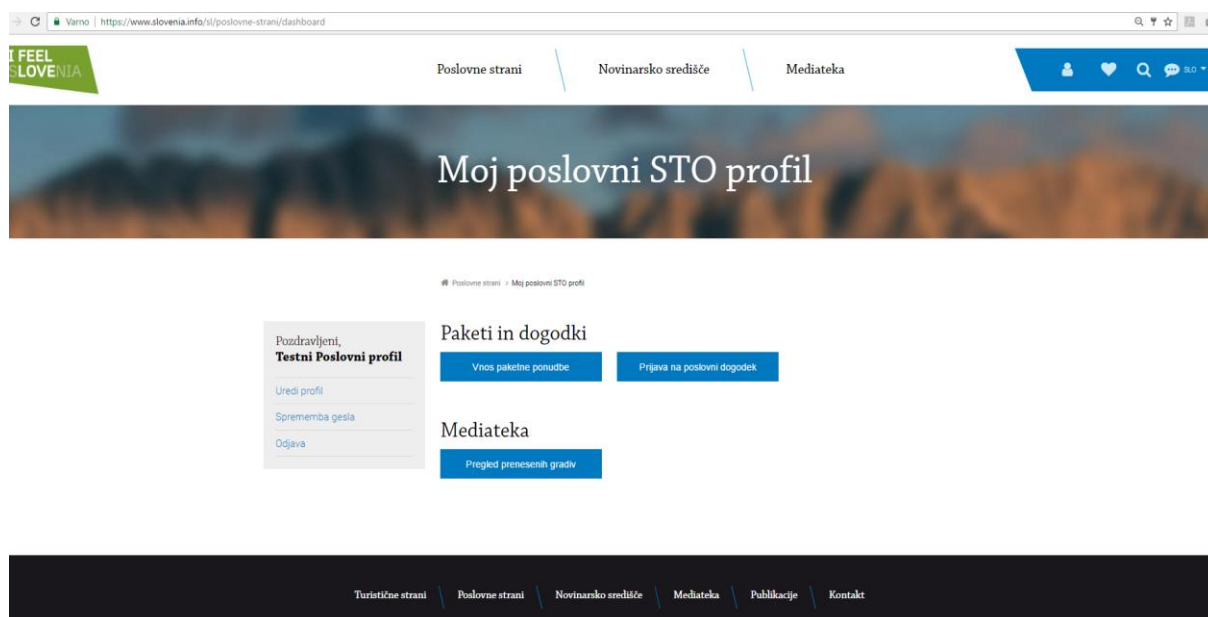 Varno | https://www.slovenia.info/sl/poslovne-strani/dashboard
I FEEL
SLOVENIA
Poslovne strani
Novinarsko središče
Mediateka
SLO
Moj poslovni STO profil
Poslovne strani > Moj poslovni STO profil
Pozdravljeni,
Testni Poslovni profil
Uredi profil
Sprememba gesla
Odjava
Paketi in dogodki
Vnos paketne ponudbe
Prijava na poslovni dogodek
Mediateka
Pregled prenesenih gradiv
Turistične strani
Poslovne strani
Novinarsko središče
Mediateka
Publikacije
Kontakt